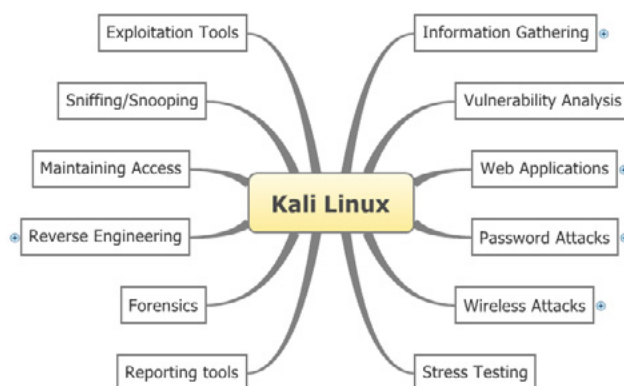 Exploitation Tools
Information Gathering
Sniffing/Snooping
Vulnerability Analysis
Maintaining Access
Web Applications
Kali Linux
Reverse Engineering
Password Attacks
Forensics
Wireless Attacks
Reporting tools
Stress Testing